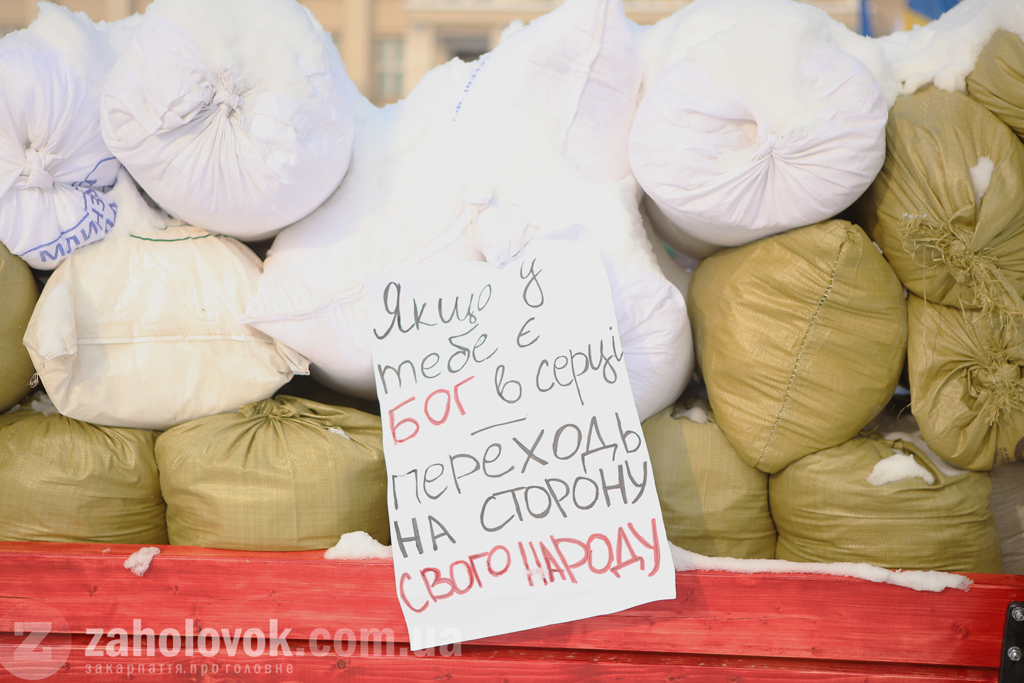 Якщо у
тебе є
БОГ в серці
—
переходь
на сторону
свого народу
zaholovok.com.ua
закарпаття.про головне
Z